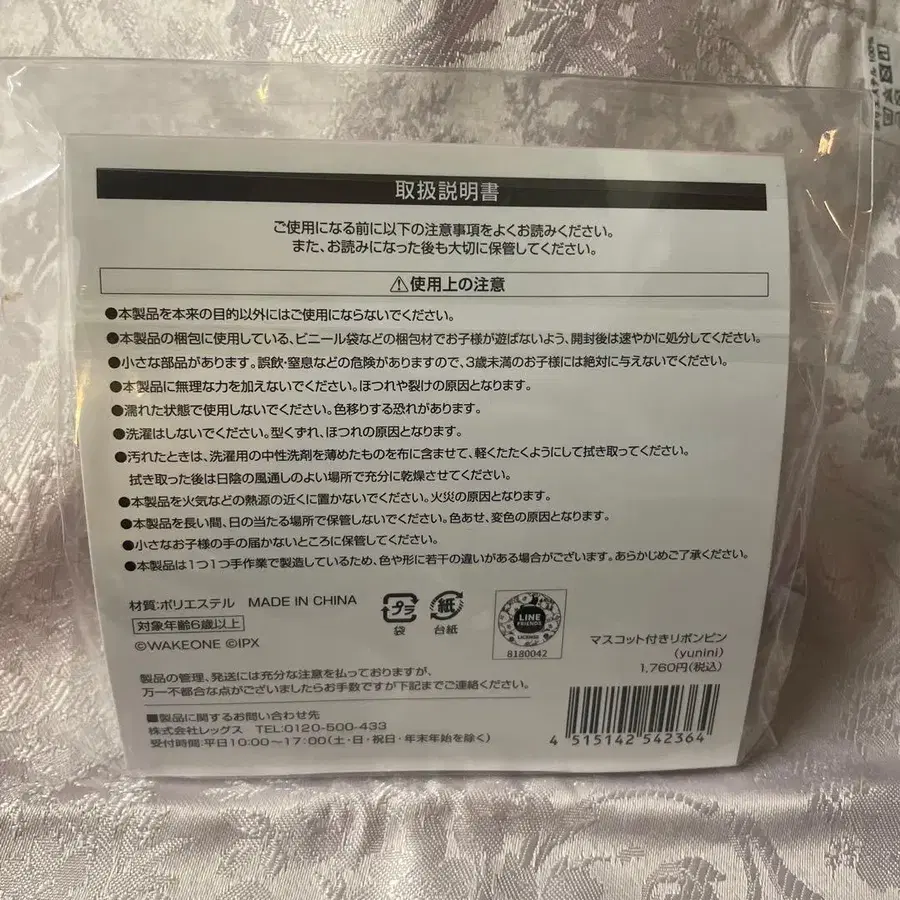 取扱説明書
ご使用になる前に以下の注意事項をよくお読みください。
また、お読みになった後も大切に保管してください。
⚠使用上の注意
●本製品を本来の目的以外にはご使用にならないでください。
●本製品の梱包に使用している、ビニール袋などの梱包材でお子様が遊ばないよう、開封後は速やかに処分してください。
●小さな部品があります。誤飲・窒息などの危険がありますので、3歳未満のお子様には絶対に与えないでください。
●本製品に無理な力を加えないでください。ほつれや裂けの原因となります。
●濡れた状態で使用しないでください。色移りする恐れがあります。
●洗濯はしないでください。型くずれ、ほつれの原因となります。
●汚れたときは、洗濯用の中性洗剤を薄めたものを布に含ませて、軽くたたくようにして拭き取ってください。
拭き取った後は日陰の風通しのよい場所で充分に乾燥させてください。
●本製品を火気などの熱源の近くに置かないでください。火災の原因となります。
●本製品を長い間、日の当たる場所で保管しないでください。色あせ、変色の原因となります。
●小さなお子様の手の届かないところに保管してください。
●本製品は1つ1つ手作業で製造しているため、色や形に若干の違いがある場合がございます。あらかじめご了承ください。
材質:ポリエステル MADE IN CHINA
対象年齢6歳以上
©WAKEONE ©IPX
プラ
袋
紙
台紙
LINE
FRIENDS
LICENSED
8180042
マスコット付きリボンピン
(yunini)
1,760円(税込)
製品の管理、発送には充分な注意を払っておりますが、
万一不都合な点がございましたらお手数ですが下記までご連絡ください。
■製品に関するお問い合わせ先
株式会社レッグス TEL:0120-500-433
受付時間:平日10:00〜17:00(土・日・祝日・年末年始を除く)
4 515142 542364